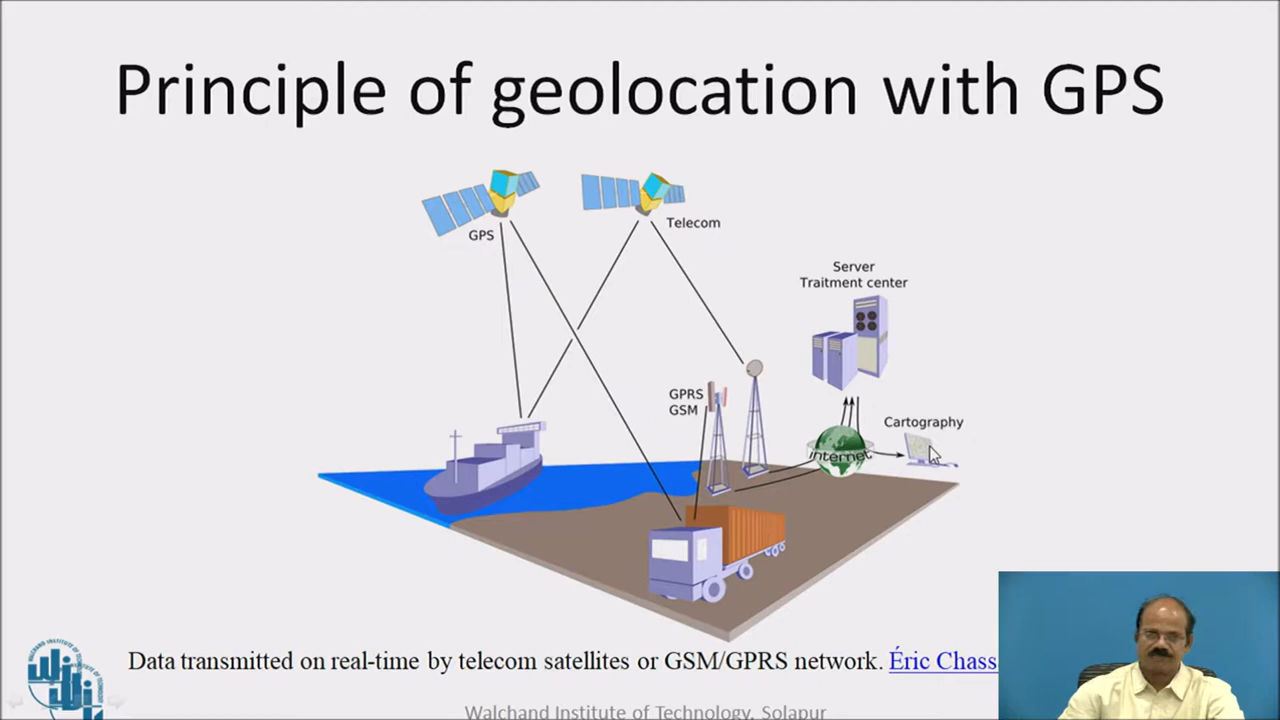 Principle of geolocation with GPS
GPS
Telecom
Server
Traitment center
GPRS
GSM
Cartography
internet
Data transmitted on real-time by telecom satellites or GSM/GPRS network. Éric Chass
Walchand Institute of Technology, Solapur